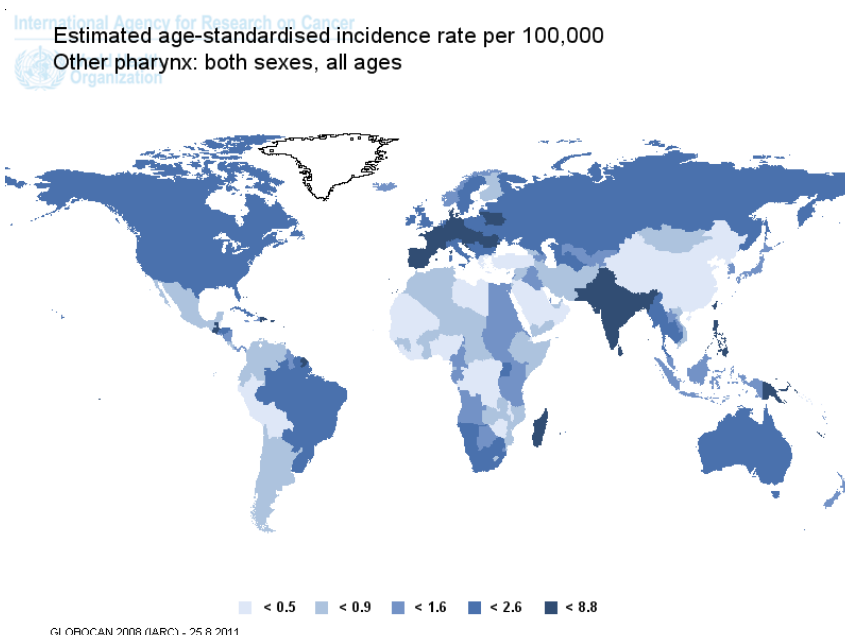 International Agency for Research on Cancer
Estimated age-standardised incidence rate per 100,000
Other pharynx: both sexes, all ages
Organization
< 0.5 < 0.9 < 1.6 < 2.6 < 8.8
GLOBOCAN 2008 (IARC) - 25.8.2011